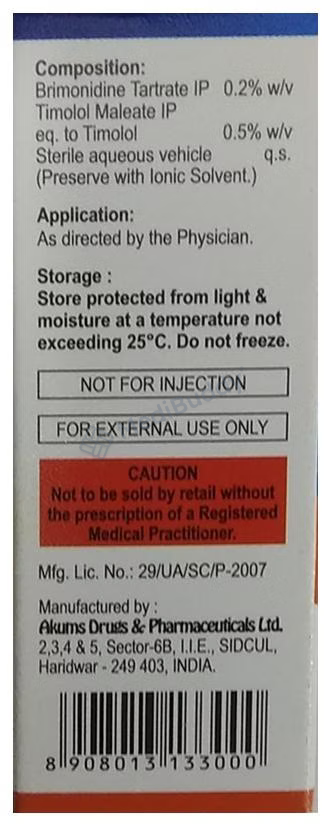 Composition:
Brimonidine Tartrate IP 0.2% w/v
Timolol Maleate IP
eq. to Timolol 0.5% w/v
Sterile aqueous vehicle q.s.
(Preserve with Ionic Solvent.)
Application:
As directed by the Physician.
Storage :
Store protected from light &
moisture at a temperature not
exceeding 25°C. Do not freeze.
NOT FOR INJECTION
FOR EXTERNAL USE ONLY
CAUTION
Not to be sold by retail without
the prescription of a Registered
Medical Practitioner.
Mfg. Lic. No.: 29/UA/SC/P-2007
Manufactured by :
Akums Drugs & Pharmaceuticals Ltd.
2,3,4 & 5, Sector-6B, I.I.E., SIDCUL,
Haridwar - 249 403, INDIA.
8 908013 133000